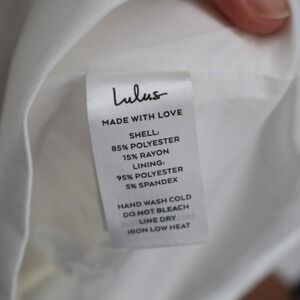 Lulus
MADE WITH LOVE
SHELL:
85% POLYESTER
15% RAYON
LINING:
95% POLYESTER
5% SPANDEX
HAND WASH COLD
DO NOT BLEACH
LINE DRY
IRON LOW HEAT